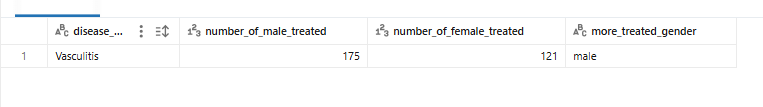 disease_... number_of_male_treated number_of_female_treated more_treated_gender
1 Vasculitis 175 121 male